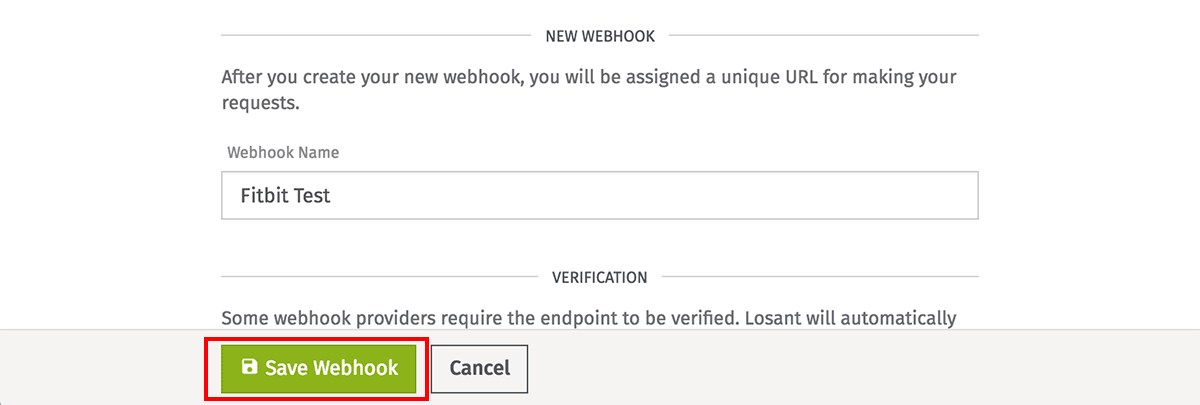 NEW WEBHOOK
After you create your new webhook, you will be assigned a unique URL for making your
requests.
Webhook Name
Fitbit Test
VERIFICATION
Some webhook providers require the endpoint to be verified. Losant will automatically
Save Webhook Cancel